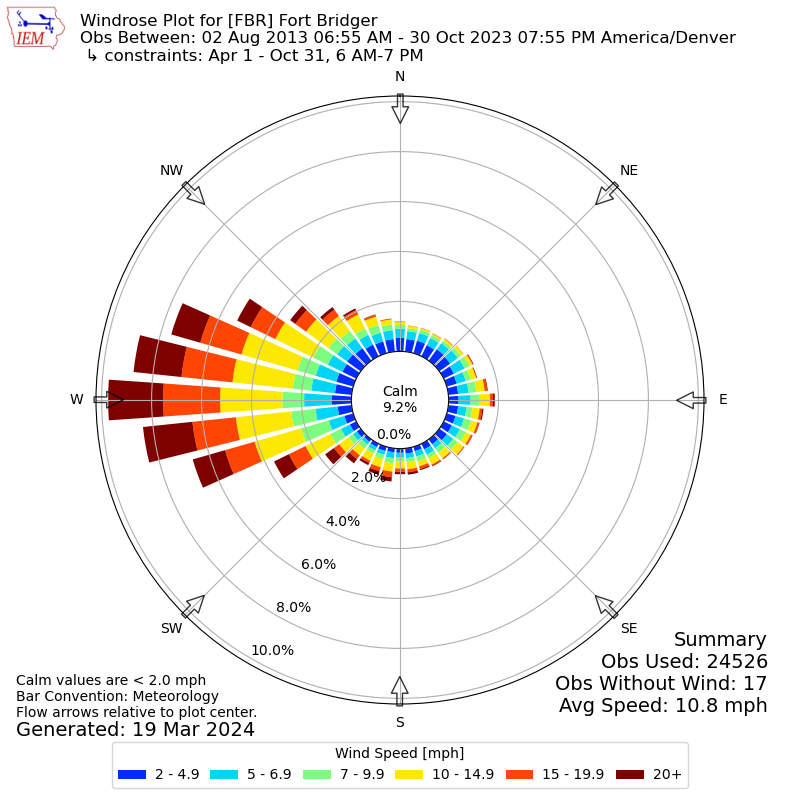 IEM
Windrose Plot for [FBR] Fort Bridger
Obs Between: 02 Aug 2013 06:55 AM - 30 Oct 2023 07:55 PM America/Denver
↳ constraints: Apr 1 - Oct 31, 6 AM-7 PM
N
NW
NE
W
E
Calm
9.2%
0.0%
2.0%
4.0%
6.0%
8.0%
10.0%
SW
SE
S
Summary
Obs Used: 24526
Obs Without Wind: 17
Avg Speed: 10.8 mph
Calm values are < 2.0 mph
Bar Convention: Meteorology
Flow arrows relative to plot center.
Generated: 19 Mar 2024
Wind Speed [mph]
2 - 4.9 5 - 6.9 7 - 9.9 10 - 14.9 15 - 19.9 20+